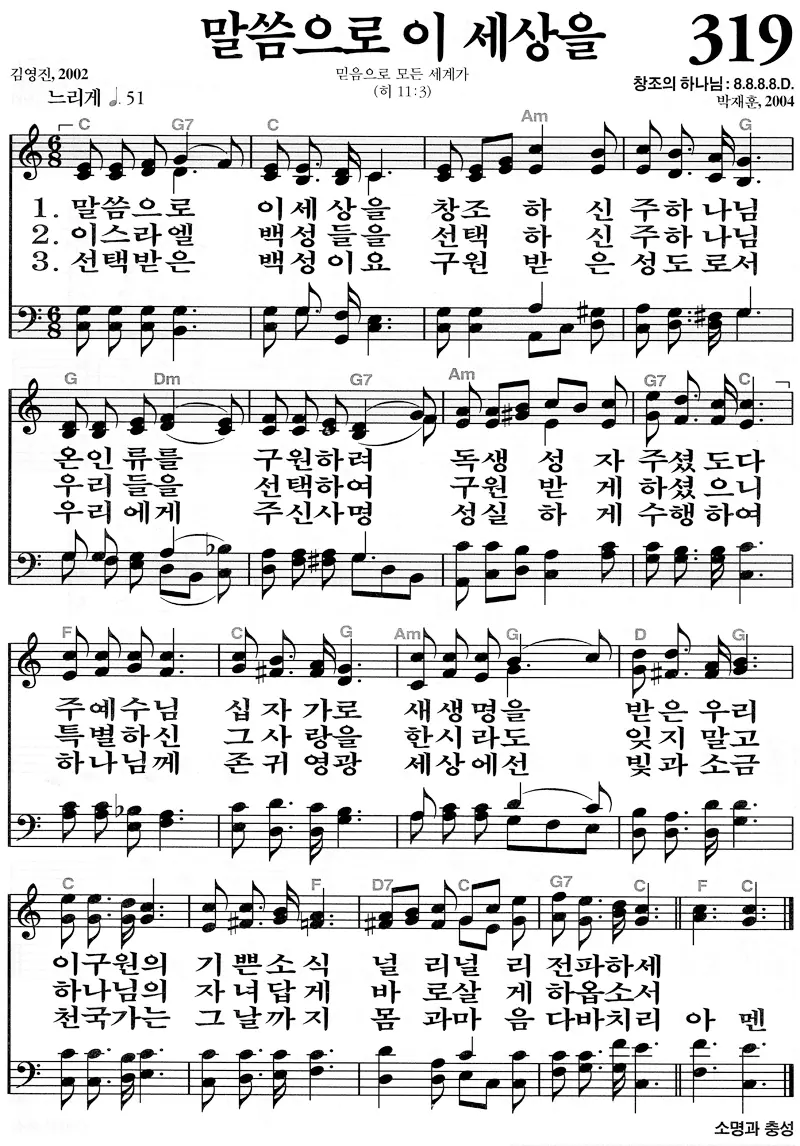 말씀으로 이 세상을 319
김영진, 2002 믿음으로 모든 세계가 창조의 하나님 : 8.8.8.8.D.
느리게 ♩. 51 (히 11:3) 박재훈, 2004
C G7 C Am G
1. 말씀으로 이세상을 창조 하 신 주하나님
2. 이스라엘 백성들을 선택 하 신 주하나님
3. 선택받은 백성이요 구원 받 은 성도로서
G Dm G7 Am G7 C
온인류를 구원하려 독생 성 자 주셨도다
우리들을 선택하여 구원 받 게 하셨으니
우리에게 주신사명 성실 하 게 수행하여
F C G Am G D G
주예수님 십자가로 새생명을 받은우리
특별하신 그사랑을 한시라도 잊지말고
하나님께 존귀영광 세상에선 빛과소금
C F D7 C G7 C F C
이구원의 기쁜소식 널 리널 리 전파하세
하나님의 자녀답게 바 로살 게 하옵소서
천국가는 그날까지 몸 과마 음 다바치리 아 멘
소명과 충성